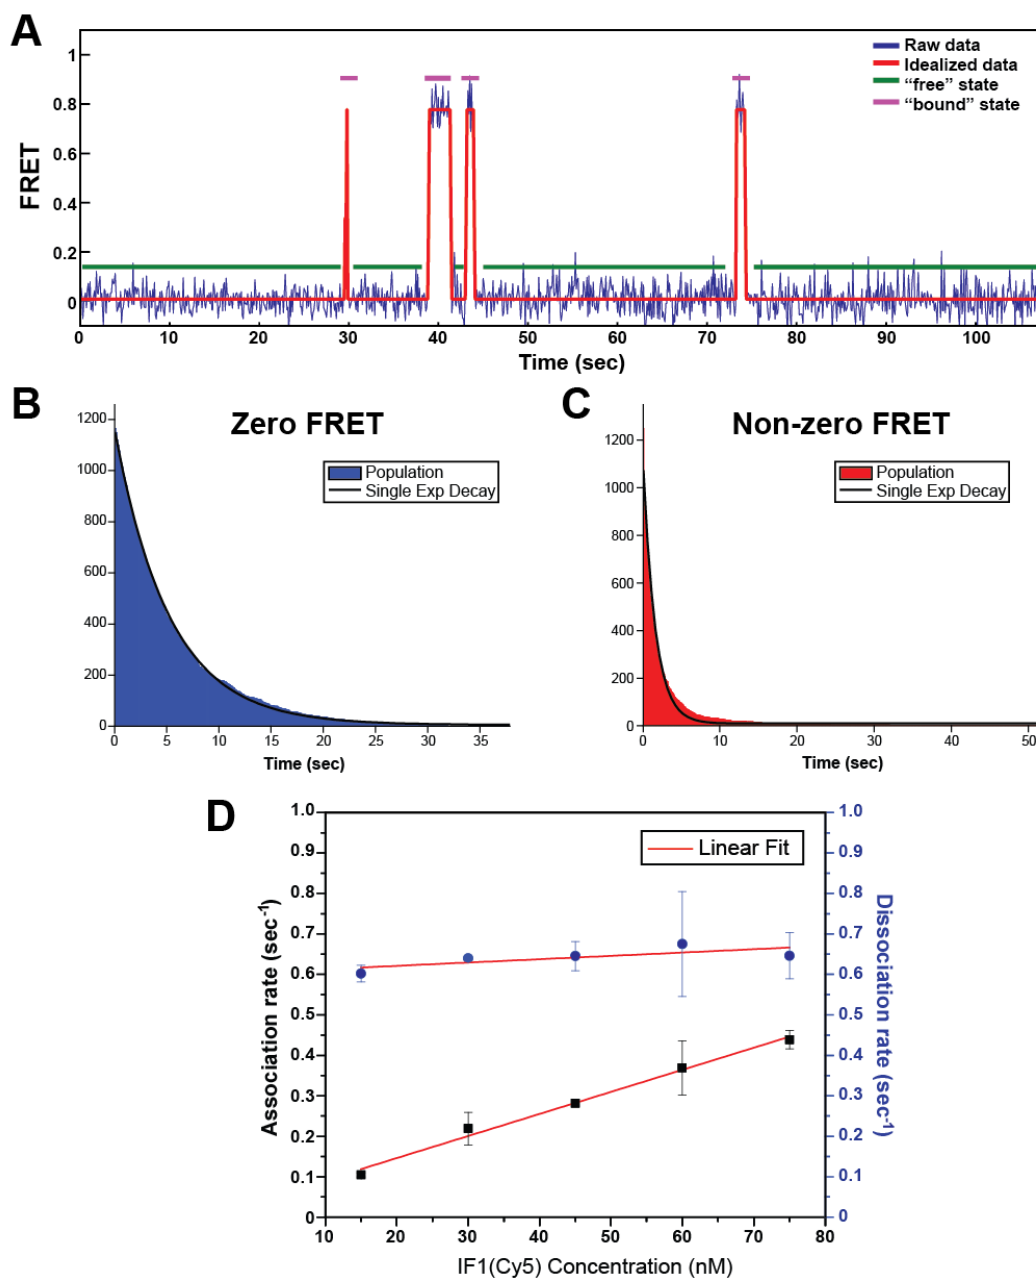 A
FRET
1
0.8
0.6
0.4
0.2
0
Raw data
Idealized data
“free” state
“bound” state
0 10 20 30 40 50 60 70 80 90 100
Time (sec)
B
Zero FRET
1200
1000
800
600
400
200
0
Population
Single Exp Decay
0 5 10 15 20 25 30 35
Time (sec)
C
Non-zero FRET
1200
1000
800
600
400
200
0
Population
Single Exp Decay
0 10 20 30 40 50
Time (sec)
D
Association rate (sec-1)
1.0
0.9
0.8
0.7
0.6
0.5
0.4
0.3
0.2
0.1
0
Linear Fit
1.0
0.9
0.8
0.7
0.6
0.5
0.4
0.3
0.2
0.1
0
Dissociation rate (sec-1)
10 20 30 40 50 60 70 80
IF1(Cy5) Concentration (nM)